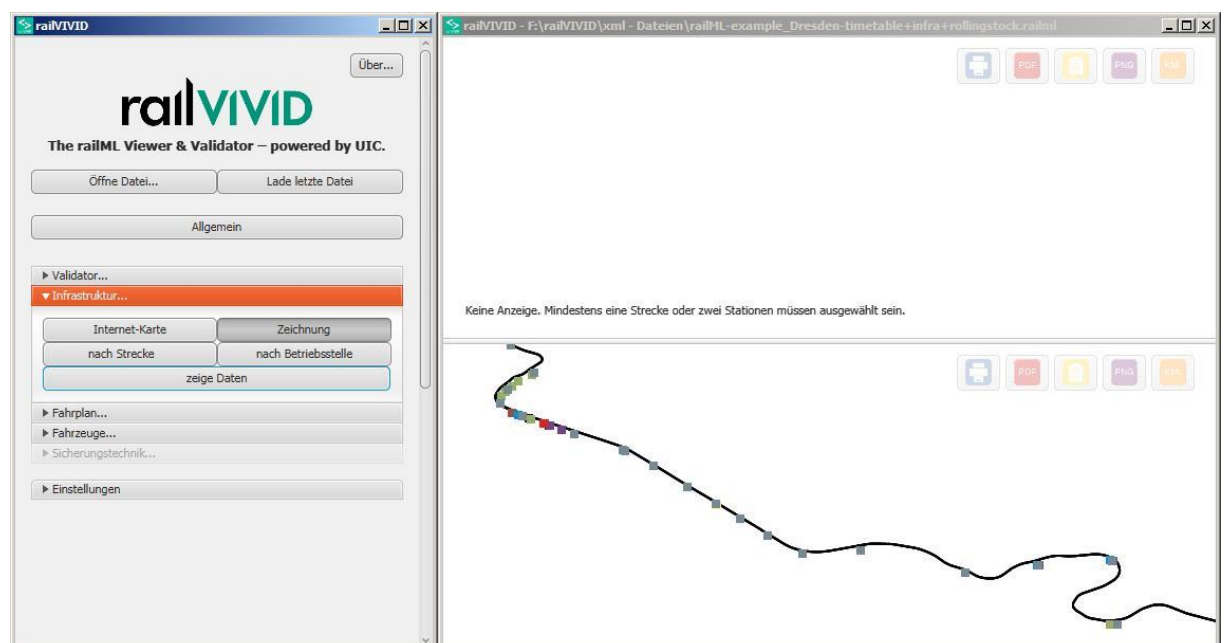 railVIVID
Über...
railVIVID
The railML Viewer & Validator – powered by UIC.
Öffne Datei...
Lade letzte Datei
Allgemein
Validator...
Infrastruktur...
Internet-Karte
Zeichnung
nach Strecke
nach Betriebsstelle
zeige Daten
Fahrplan...
Fahrzeuge...
Sicherungstechnik...
Einstellungen
railVIVID - F:\railVIVID\xml - Dateien\railML-example_Dresden-timetable+infra+rollingstock.railml
PDF
PNG
KML
Keine Anzeige. Mindestens eine Strecke oder zwei Stationen müssen ausgewählt sein.
PDF
PNG
KML